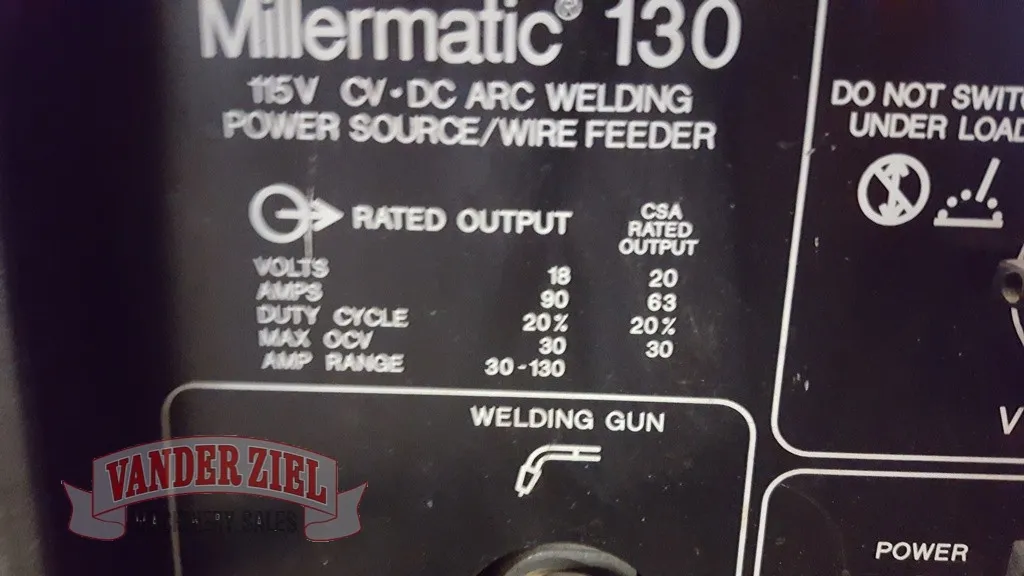 Millermatic® 130
115V CV-DC ARC WELDING
POWER SOURCE/WIRE FEEDER
RATED OUTPUT
CSA
RATED
OUTPUT
VOLTS 18 20
AMPS 90 63
DUTY CYCLE 20% 20%
MAX OCV 30 30
AMP RANGE 30-130
DO NOT SWITC
UNDER LOAD
WELDING GUN
V
POWER
VANDER ZIEL
SALES